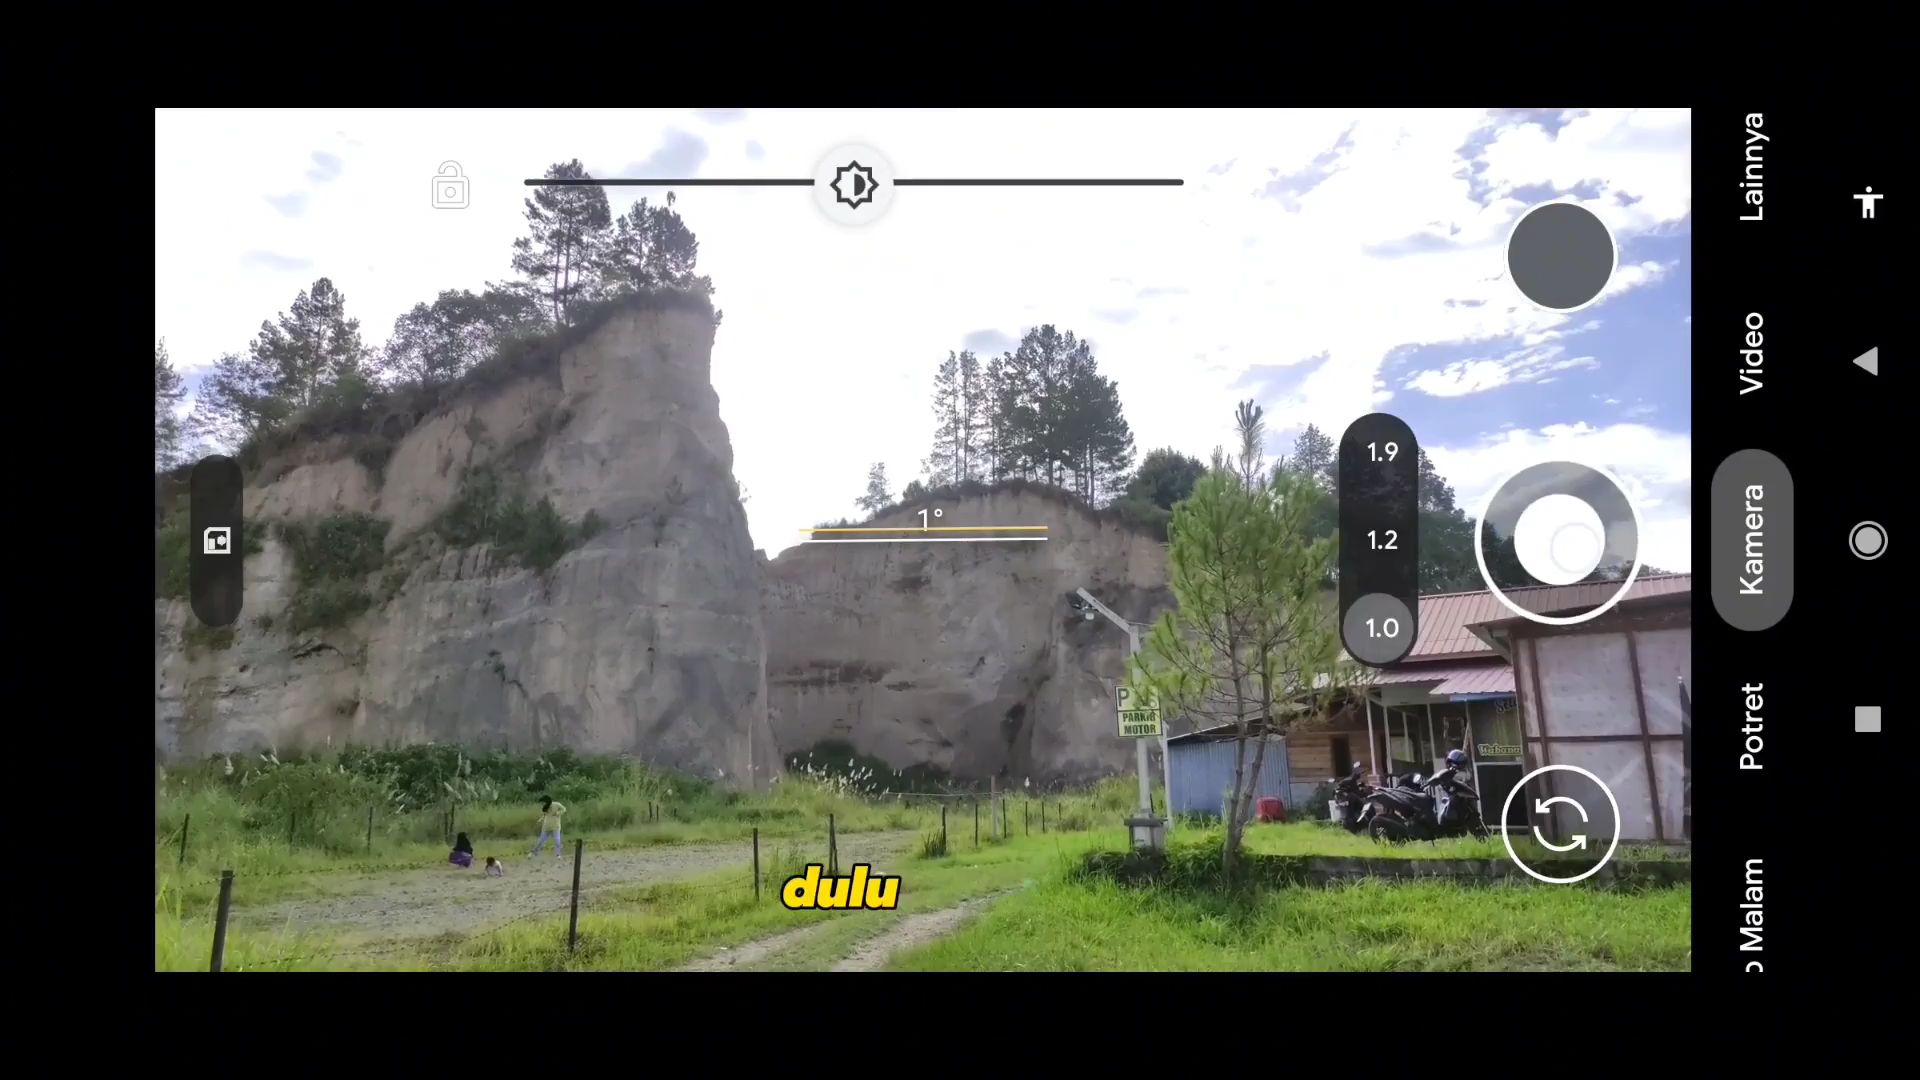 1°
1.9
1.2
1.0
P
PARKIR
MOTOR
dulu
Lainnya
Video
Kamera
Potret
Malam